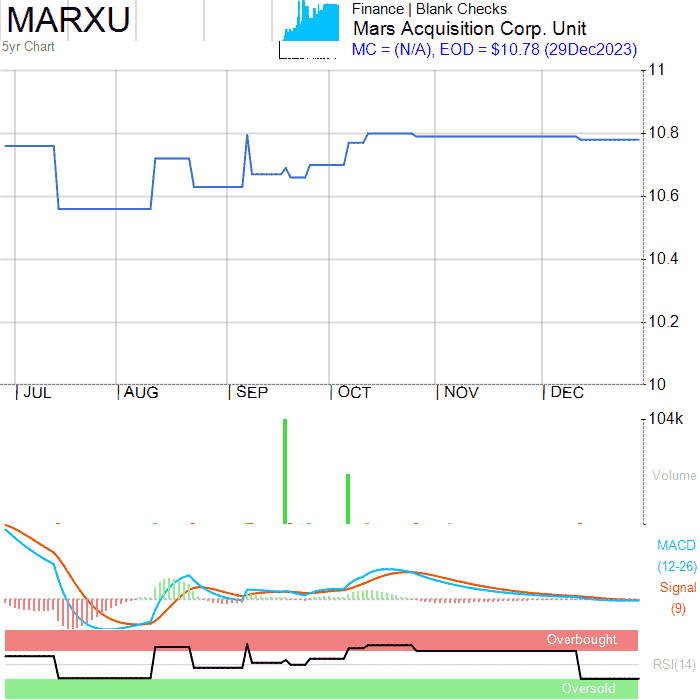 MARXU
5yr Chart
Finance | Blank Checks
Mars Acquisition Corp. Unit
MC = (N/A), EOD = $10.78 (29Dec2023)
11
10.8
10.6
10.4
10.2
10
JUL AUG SEP OCT NOV DEC
104k
Volume
MACD
(12-26)
Signal
(9)
Overbought
RSI(14)
Oversold